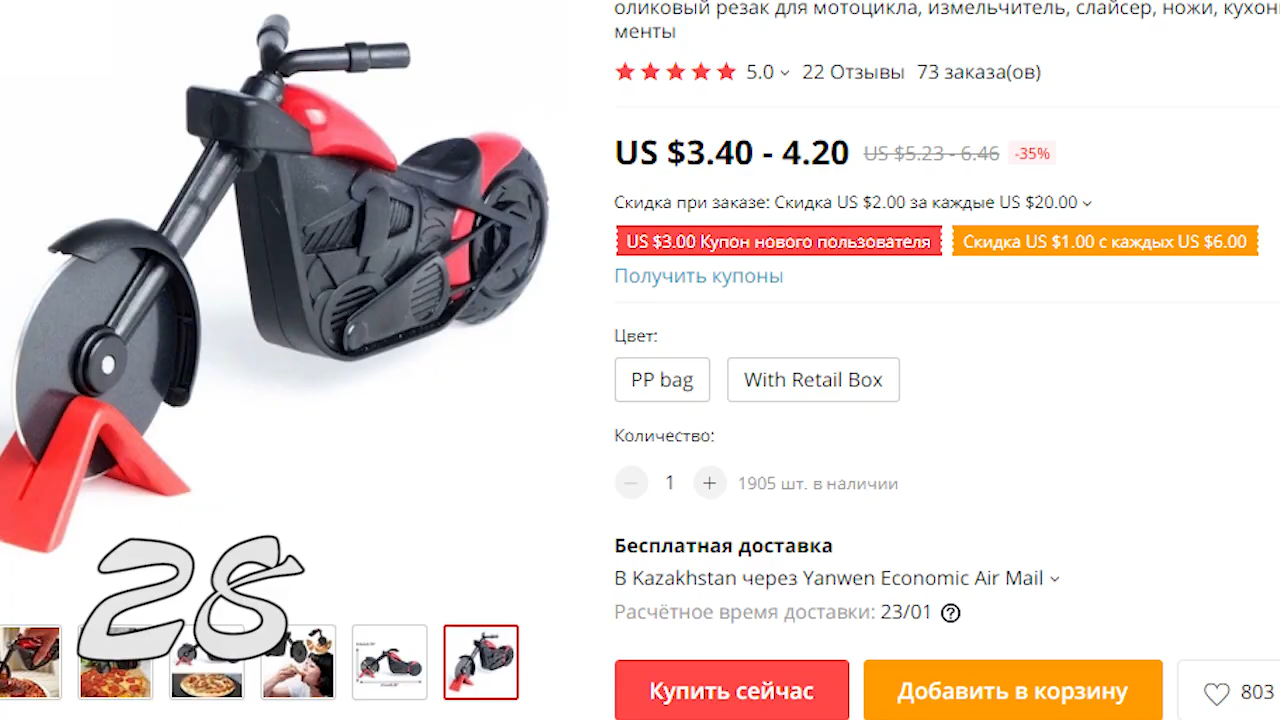 оликовый резак для мотоцикла, измельчитель, слайсер, ножи, кухон
менты
5.0 22 Отзывы 73 заказа(ов)
US $3.40 - 4.20 US $5.23 - 6.46 -35%
Скидка при заказе: Скидка US $2.00 за каждые US $20.00
US $3.00 Купон нового пользователя Скидка US $1.00 с каждых US $6.00
Получить купоны
Цвет:
PP bag With Retail Box
Количество:
1 1905 шт. в наличии
Бесплатная доставка
В Kazakhstan через Yanwen Economic Air Mail
Расчётное время доставки: 23/01
Купить сейчас Добавить в корзину 803
28